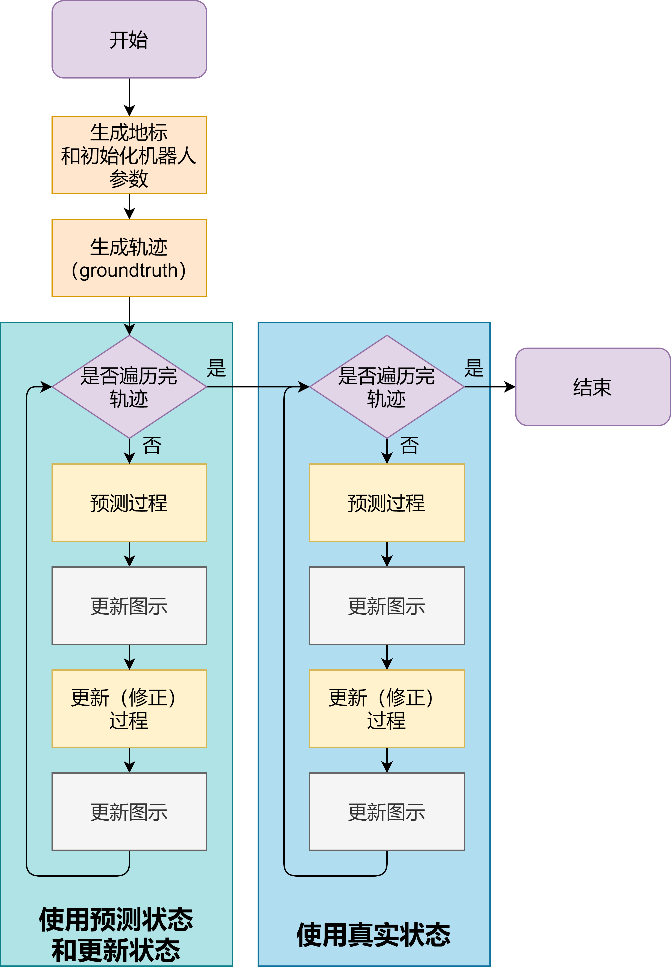 开始
生成地标
和初始化机器人
参数
生成轨迹
（groundtruth）
是否遍历完
轨迹
是
否
预测过程
更新图示
更新（修正）
过程
更新图示
使用预测状态
和更新状态
是否遍历完
轨迹
是
否
预测过程
更新图示
更新（修正）
过程
更新图示
使用真实状态
结束